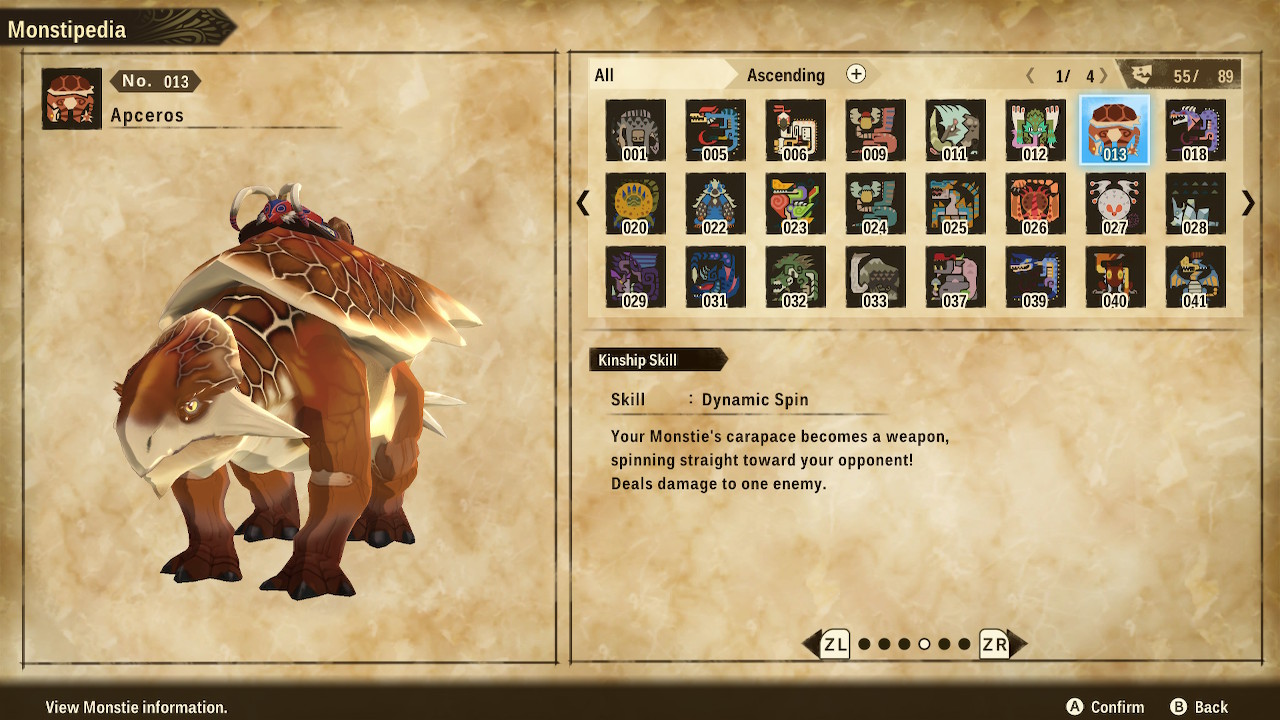 Monstipedia
No. 013
Apceros
All
Ascending
1/ 4
55/ 89
001 005 006 009 011 012 013 018
020 022 023 024 025 026 027 028
029 031 032 033 037 039 040 041
Kinship Skill
Skill : Dynamic Spin
Your Monstie's carapace becomes a weapon,
spinning straight toward your opponent!
Deals damage to one enemy.
ZL ZR
View Monstie information.
A Confirm B Back